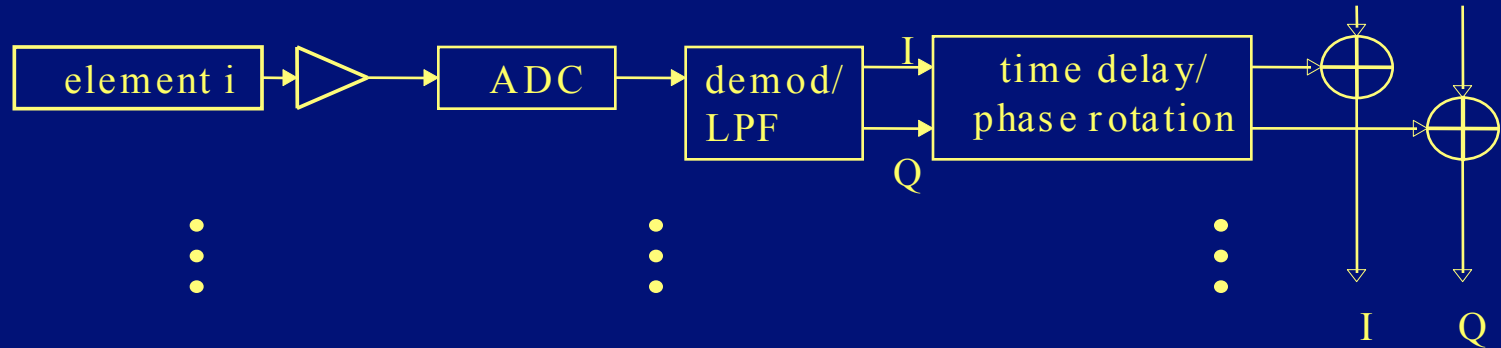 element i
ADC
demod/
LPF
I
Q
time delay/
phase rotation
I
Q